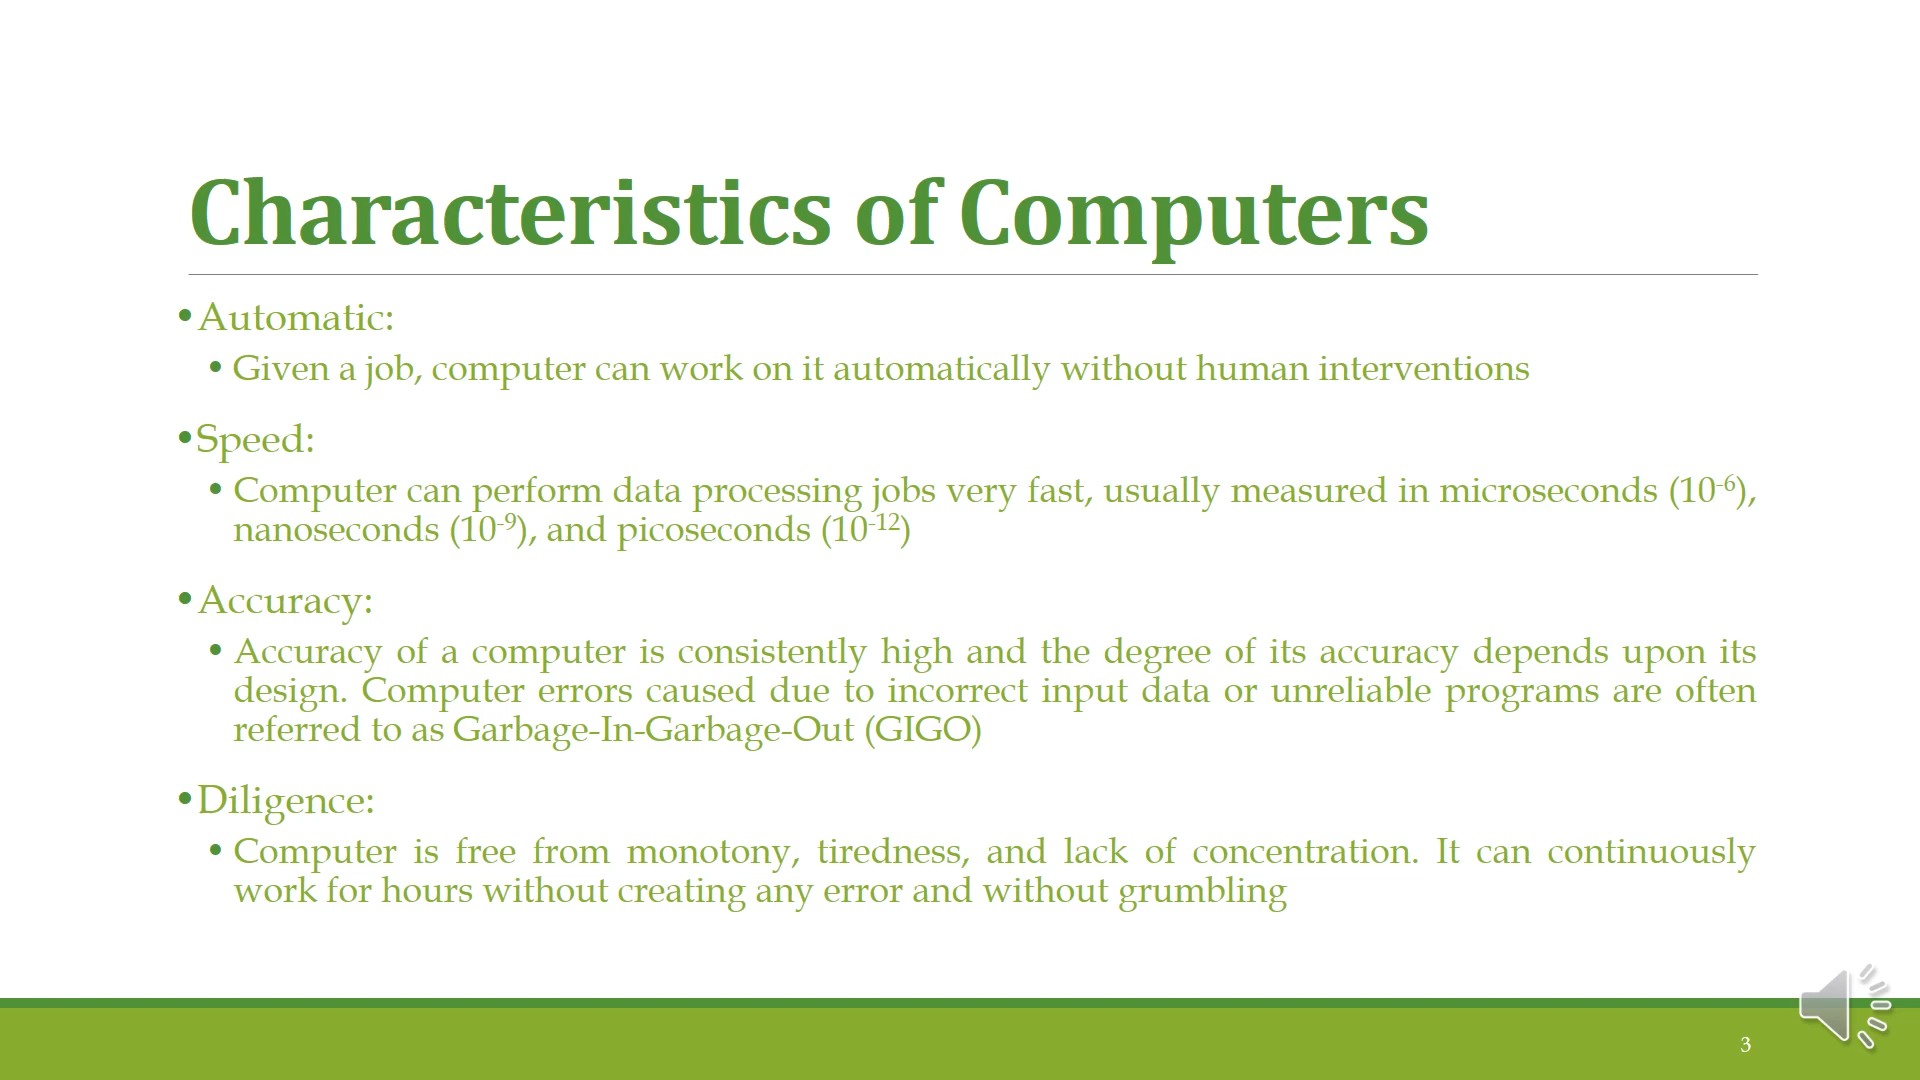 Characteristics of Computers
•Automatic:
• Given a job, computer can work on it automatically without human interventions
•Speed:
• Computer can perform data processing jobs very fast, usually measured in microseconds (10⁻⁶),
nanoseconds (10⁻⁹), and picoseconds (10⁻¹²)
•Accuracy:
• Accuracy of a computer is consistently high and the degree of its accuracy depends upon its
design. Computer errors caused due to incorrect input data or unreliable programs are often
referred to as Garbage-In-Garbage-Out (GIGO)
•Diligence:
• Computer is free from monotony, tiredness, and lack of concentration. It can continuously
work for hours without creating any error and without grumbling
3